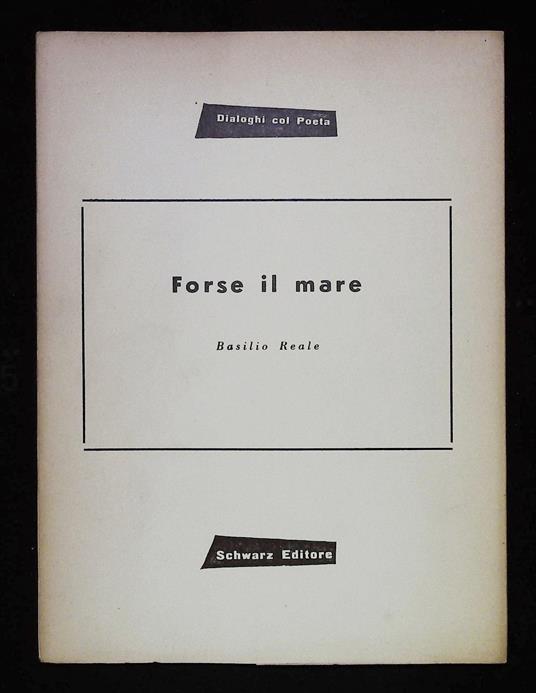 Dialoghi col Poeta
Forse il mare
Basilio Reale
Schwarz Editore